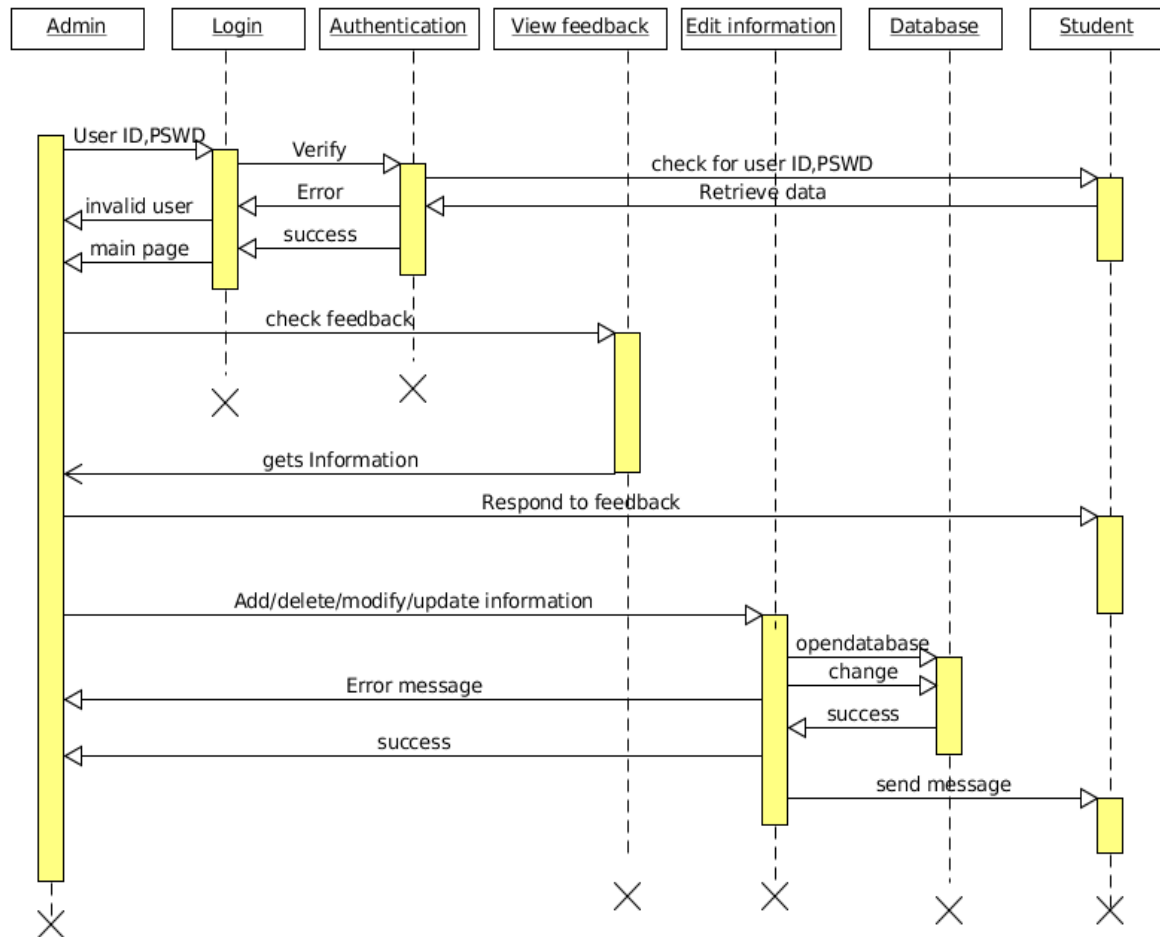 Admin
Login
Authentication
View feedback
Edit information
Database
Student
User ID,PSWD
Verify
check for user ID,PSWD
Error
Retrieve data
invalid user
success
main page
check feedback
gets Information
Respond to feedback
Add/delete/modify/update information
opendatabase
change
Error message
success
success
send message